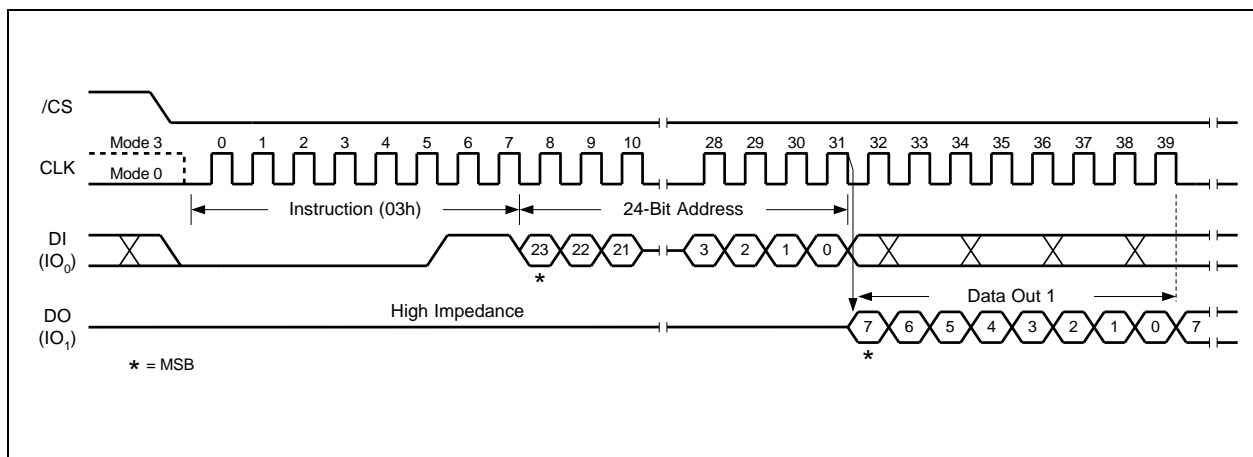 /CS
Mode 3 0 1 2 3 4 5 6 7 8 9 10 28 29 30 31 32 33 34 35 36 37 38 39
CLK
Mode 0
Instruction (03h) 24-Bit Address
DI 23 22 21 3 2 1 0
(IO0)
*
High Impedance Data Out 1
DO 7 6 5 4 3 2 1 0 7
(IO1)
*
* = MSB